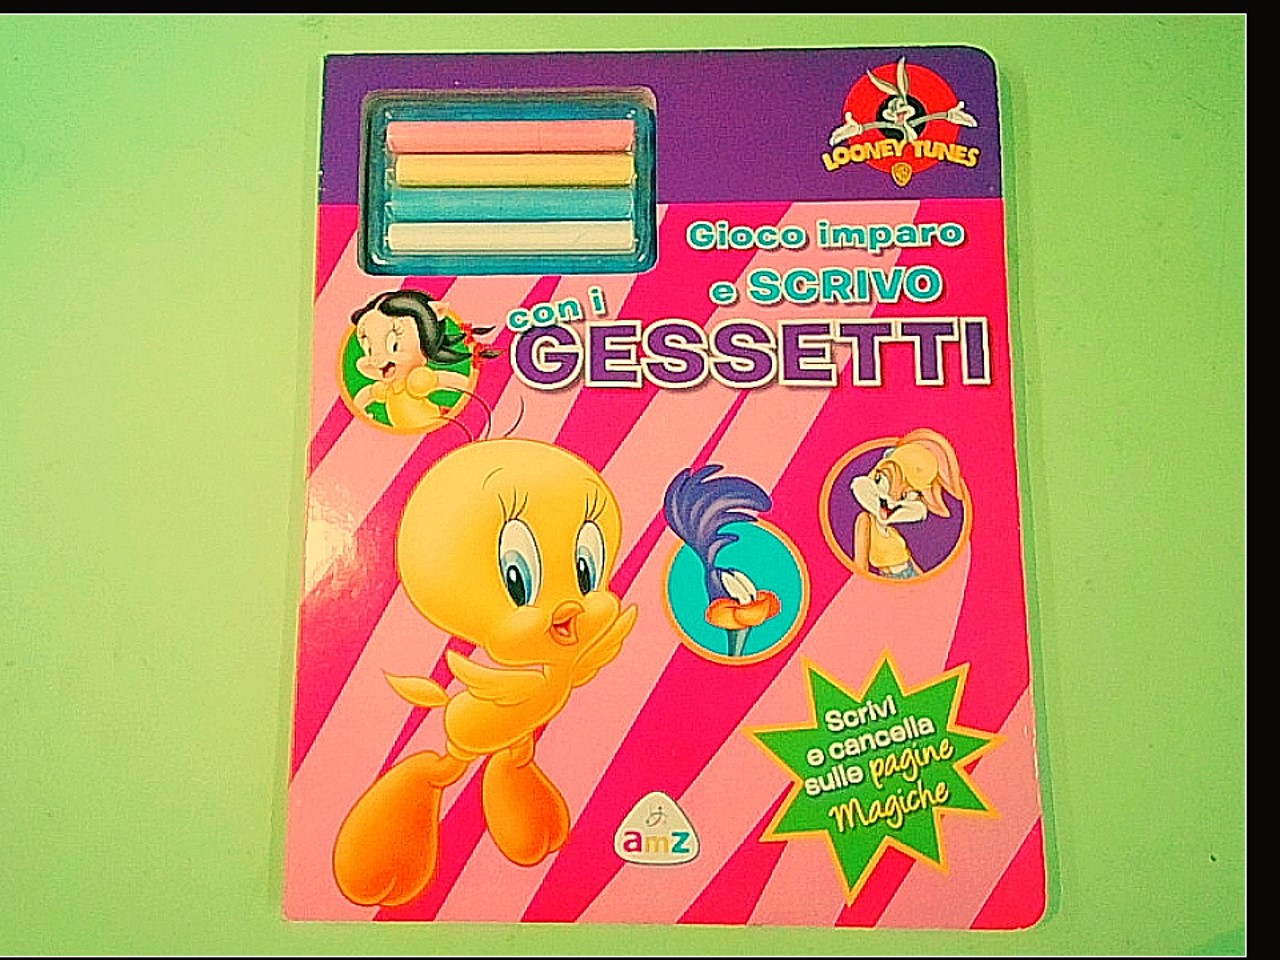 LOONEY TUNES
Gioco imparo
e SCRIVO
con i
GESSETTI
Scrivi
e cancella
sulle pagine
Magiche
amz